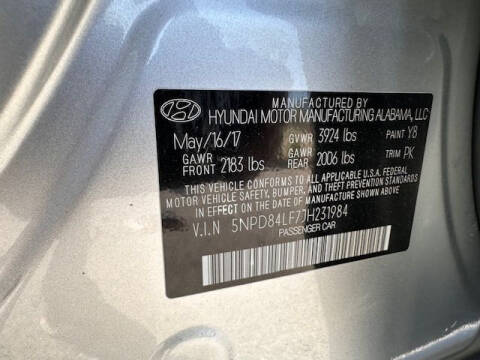 MANUFACTURED BY
HYUNDAI MOTOR MANUFACTURING ALABAMA, LLC
May/16/17 GVWR 3924 lbs PAINT Y8
GAWR FRONT 2183 lbs GAWR REAR 2006 lbs TRIM PK
THIS VEHICLE CONFORMS TO ALL APPLICABLE U.S.A. FEDERAL
MOTOR VEHICLE SAFETY, BUMPER, AND THEFT PREVENTION
STANDARDS IN EFFECT ON THE DATE OF MANUFACTURE SHOWN ABOVE.
V.I.N 5NPD84LF7JH231984
PASSENGER CAR